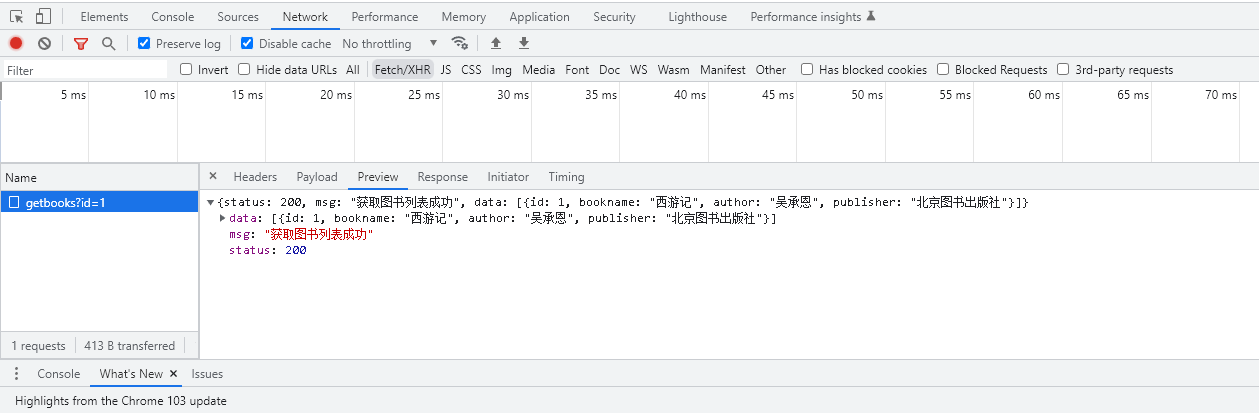 Elements Console Sources Network Performance Memory Application Security Lighthouse Performance insights
Preserve log Disable cache No throttling
Filter Invert Hide data URLs All Fetch/XHR JS CSS Img Media Font Doc WS Wasm Manifest Other Has blocked cookies Blocked Requests 3rd-party requests
5 ms 10 ms 15 ms 20 ms 25 ms 30 ms 35 ms 40 ms 45 ms 50 ms 55 ms 60 ms 65 ms 70 ms
Name × Headers Payload Preview Response Initiator Timing
getbooks?id=1
{status: 200, msg: "获取图书列表成功", data: [{id: 1, bookname: "西游记", author: "吴承恩", publisher: "北京图书出版社"}]}
data: [{id: 1, bookname: "西游记", author: "吴承恩", publisher: "北京图书出版社"}]
msg: "获取图书列表成功"
status: 200
1 requests 413 B transferred
Console What's New × Issues
Highlights from the Chrome 103 update